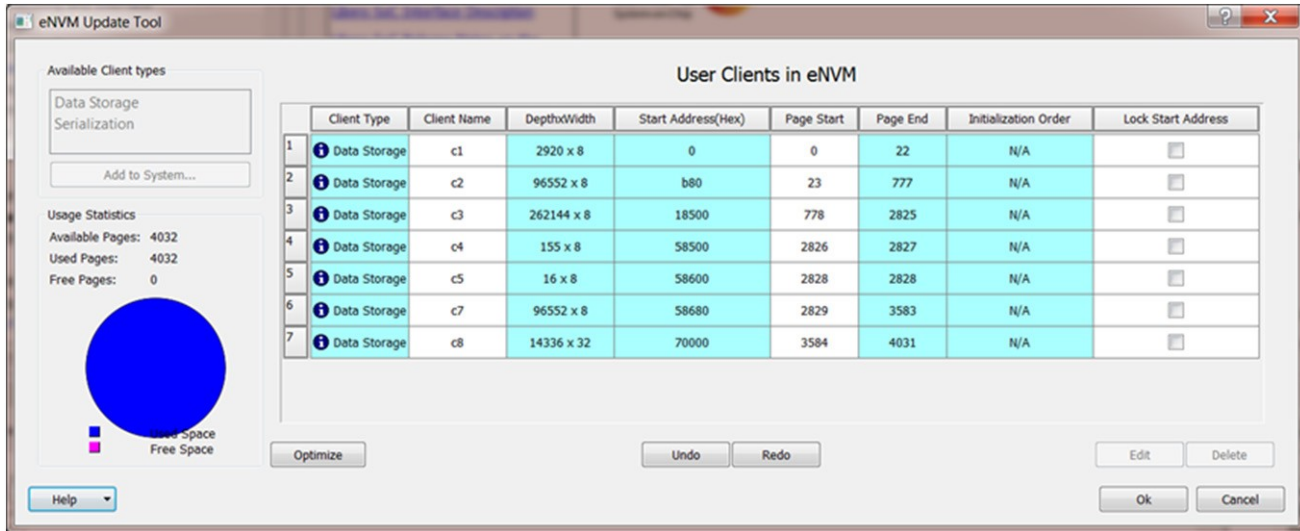 eNVM Update Tool
Available Client types
Data Storage
Serialization
Add to System...
Usage Statistics
Available Pages: 4032
Used Pages: 4032
Free Pages: 0
Used Space
Free Space
User Clients in eNVM
Client Type Client Name DepthxWidth Start Address(Hex) Page Start Page End Initialization Order Lock Start Address
1 Data Storage c1 2920 x 8 0 0 22 N/A
2 Data Storage c2 96552 x 8 b80 23 777 N/A
3 Data Storage c3 262144 x 8 18500 778 2825 N/A
4 Data Storage c4 155 x 8 58500 2826 2827 N/A
5 Data Storage c5 16 x 8 58600 2828 2828 N/A
6 Data Storage c7 96552 x 8 58680 2829 3583 N/A
7 Data Storage c8 14336 x 32 70000 3584 4031 N/A
Optimize Undo Redo Edit Delete
Help Ok Cancel